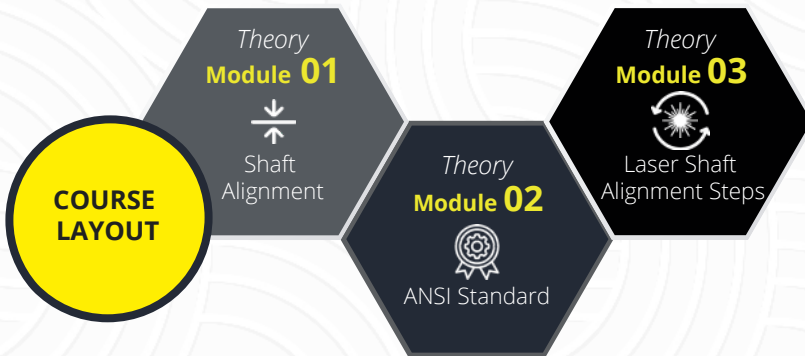 COURSE
LAYOUT
Theory
Module 01
Shaft
Alignment
Theory
Module 02
ANSI Standard
Theory
Module 03
Laser Shaft
Alignment Steps